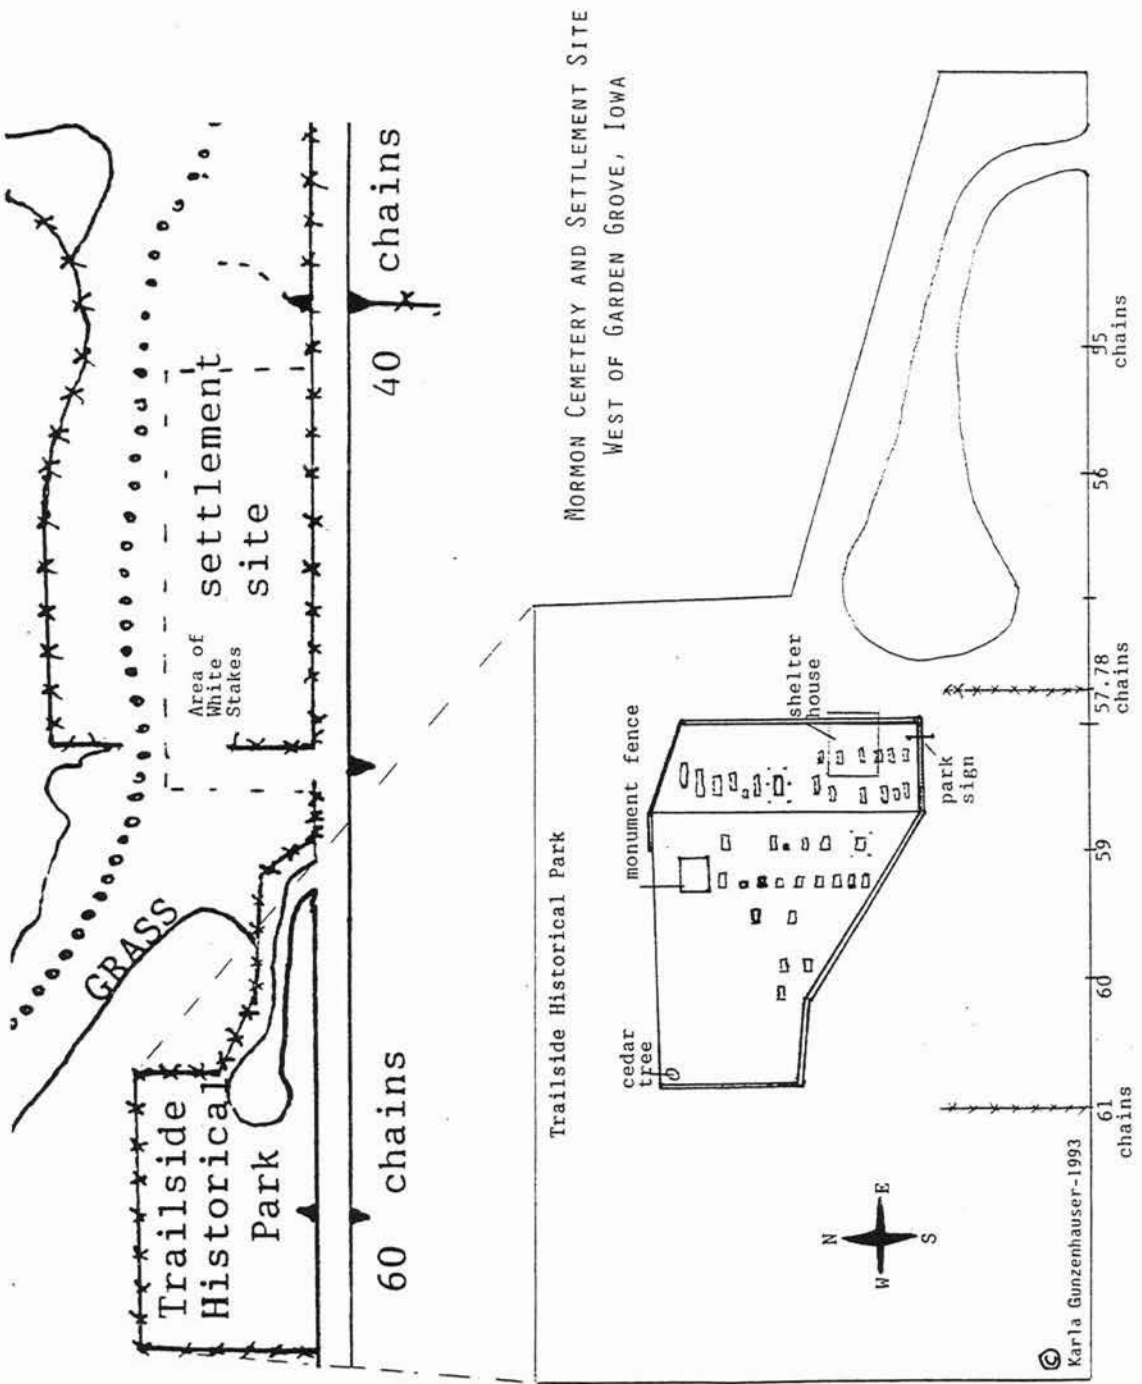 MORMON CEMETERY AND SETTLEMENT SITE
WEST OF GARDEN GROVE, IOWA
GRASS
Trailside
Historical
Park
Area of
White
Stakes
settlement
site
60 chains
40 chains
Trailside Historical Park
cedar
tree
monument fence
shelter
house
park
sign
N
W
E
S
61
chains
60
59
57.78
chains
56
55
chains
© Karla Gunzenhauser-1993